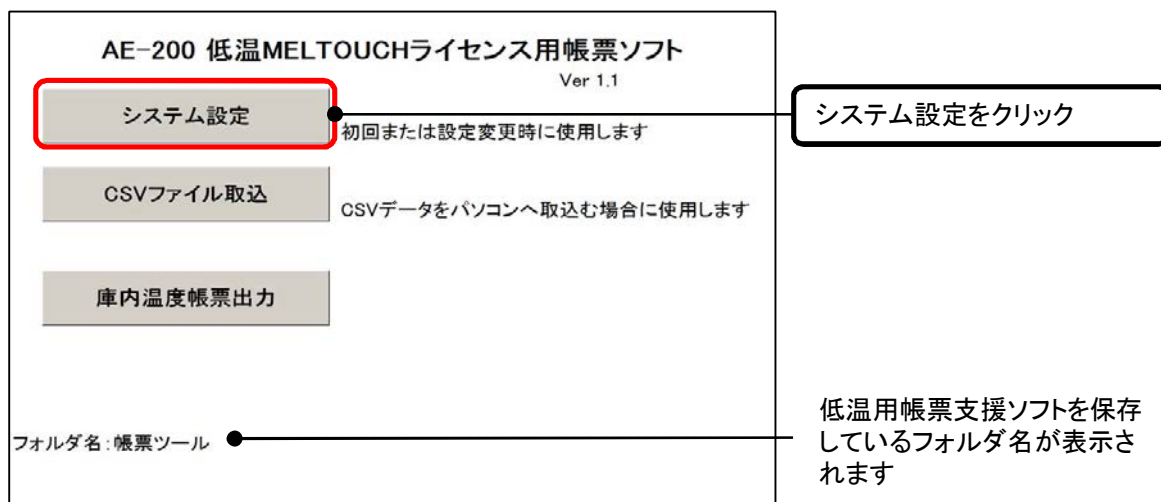 AE-200 低温MELTOUCHライセンス用帳票ソフト
Ver 1.1
システム設定
初回または設定変更時に使用します
システム設定をクリック
CSVファイル取込
CSVデータをパソコンへ取込む場合に使用します
庫内温度帳票出力
フォルダ名:帳票ツール
低温用帳票支援ソフトを保存
しているフォルダ名が表示さ
れます